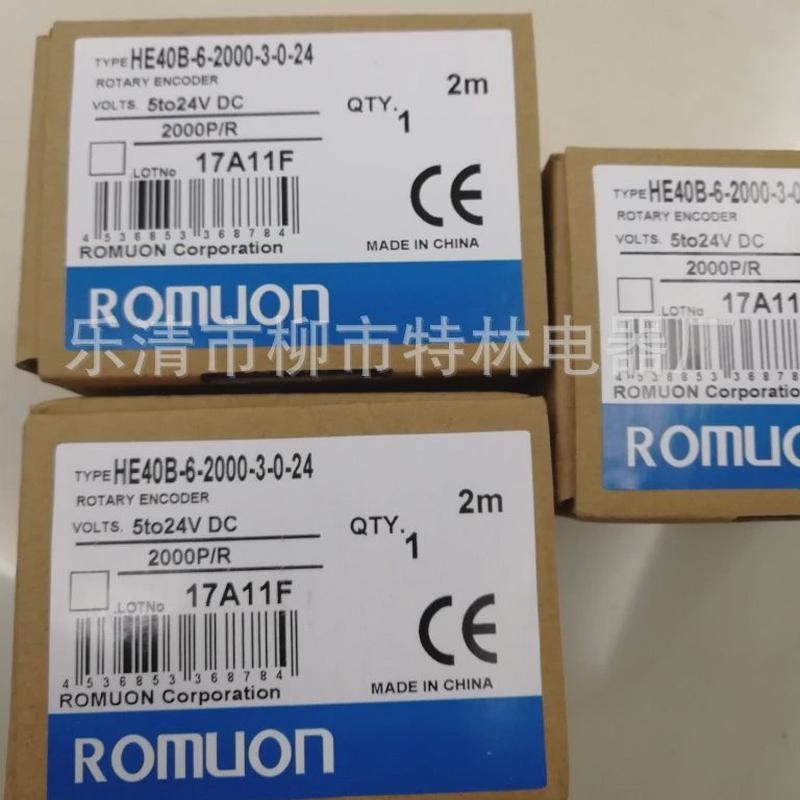 TYPE HE40B-6-2000-3-0-24
ROTARY ENCODER
VOLTS. 5to24V DC
2000P/R
QTY. 1
2m
.LOTNo 17A11F
4536853368784
ROMUON Corporation
MADE IN CHINA
CE
ROMUON
TYPE HE40B-6-2000-3-0
ROTARY ENCODER
VOLTS. 5to24V DC
2000P/R
.LOTNo 17A11
453685336878
ROMUON Corporation
ROMUO
乐清市柳市特林电器厂
TYPE HE40B-6-2000-3-0-24
ROTARY ENCODER
VOLTS. 5to24V DC
2000P/R
QTY. 1
2m
.LOTNo 17A11F
4536853368784
ROMUON Corporation
MADE IN CHINA
CE
ROMUON